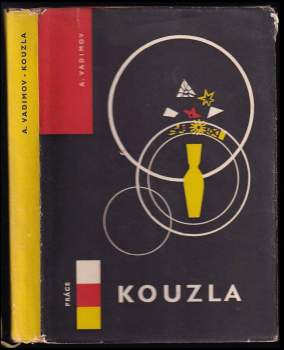 A. VADIMOV - KOUZLA
A. VADIMOV
PRÁCE
KOUZLA